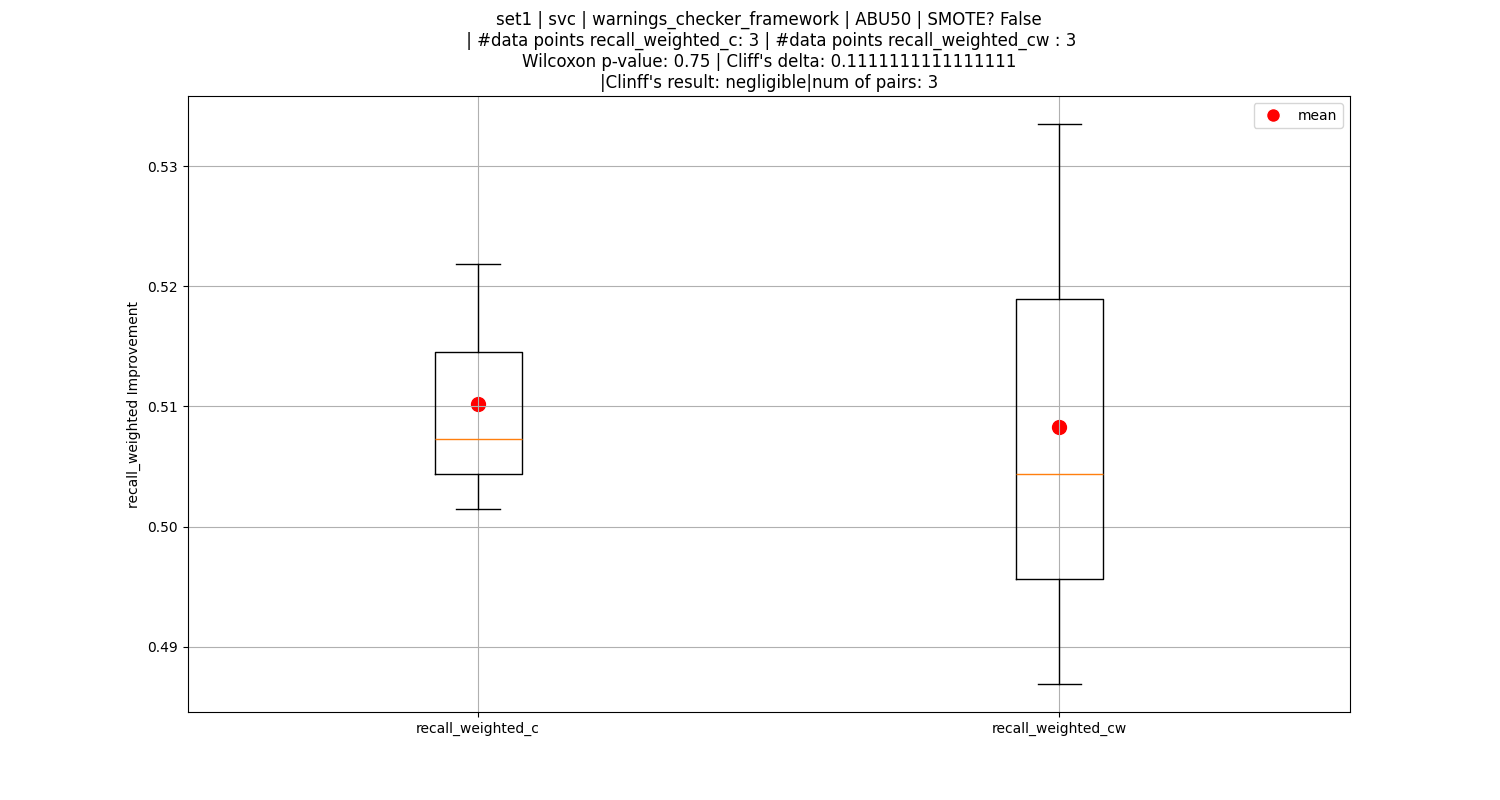 set1 | svc | warnings_checker_framework | ABU50 | SMOTE? False
| #data points recall_weighted_c: 3 | #data points recall_weighted_cw : 3
Wilcoxon p-value: 0.75 | Cliff's delta: 0.1111111111111111
|Clinff's result: negligible|num of pairs: 3
mean
recall_weighted Improvement
0.53
0.52
0.51
0.50
0.49
recall_weighted_c
recall_weighted_cw